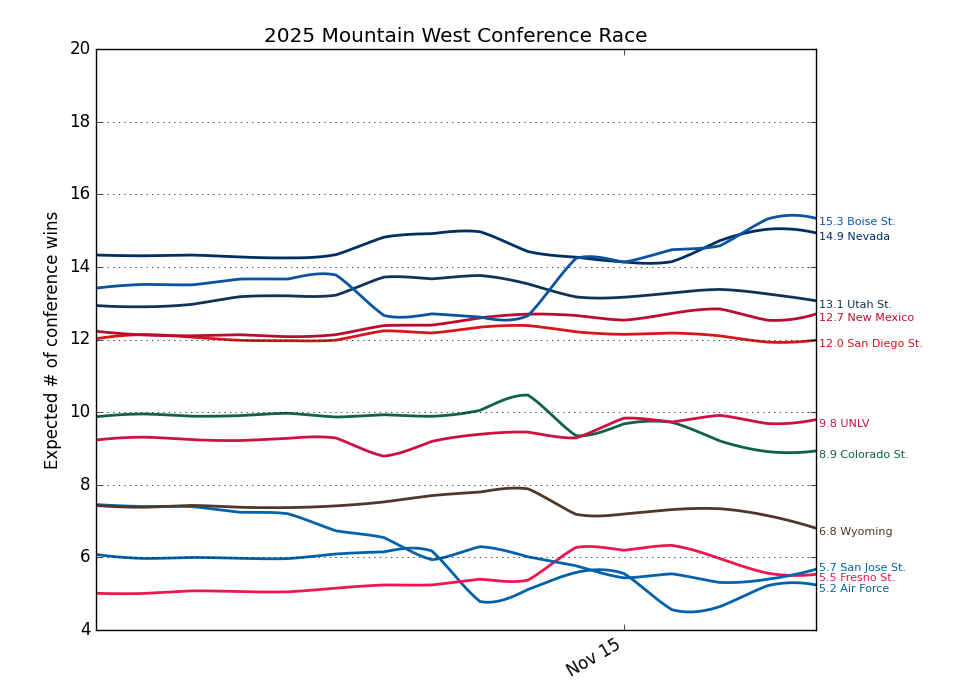 2025 Mountain West Conference Race
Expected # of conference wins
20
18
16
14
12
10
8
6
4
Nov 15
15.3 Boise St.
14.9 Nevada
13.1 Utah St.
12.7 New Mexico
12.0 San Diego St.
9.8 UNLV
8.9 Colorado St.
6.8 Wyoming
5.7 San Jose St.
5.5 Fresno St.
5.2 Air Force